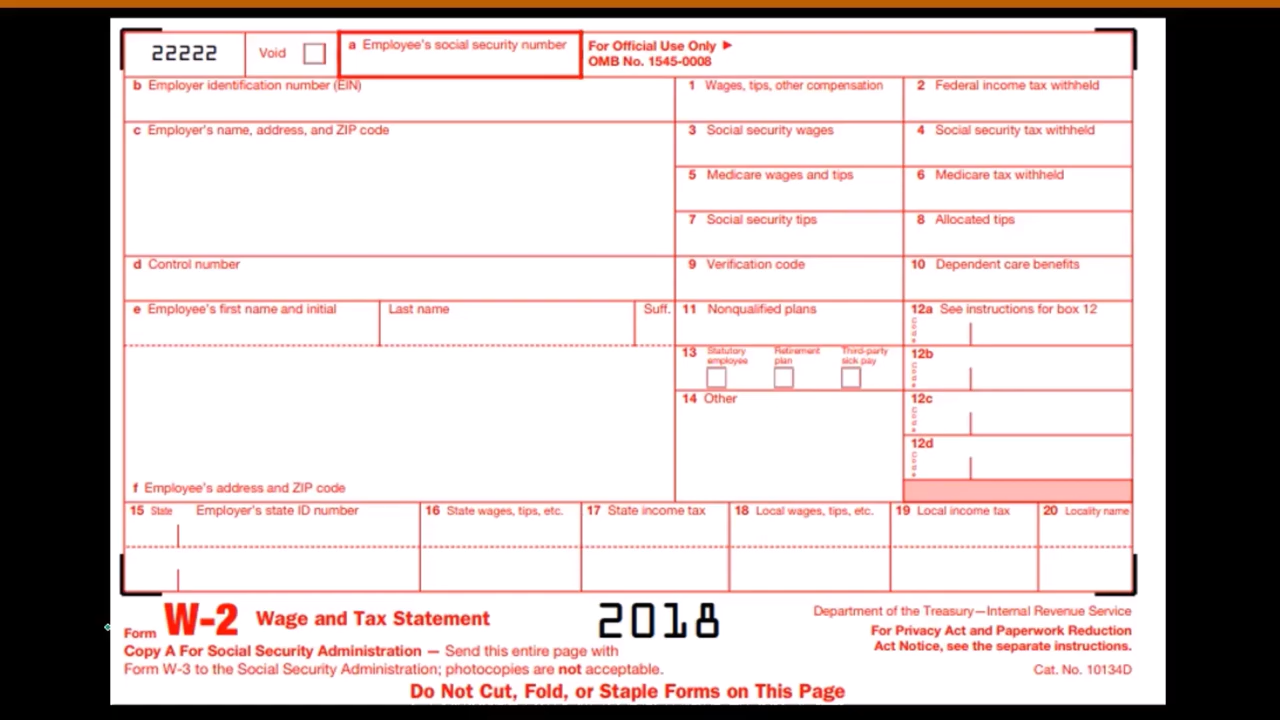 22222
Void
a Employee's social security number
For Official Use Only ►
OMB No. 1545-0008
b Employer identification number (EIN)
1 Wages, tips, other compensation
2 Federal income tax withheld
c Employer's name, address, and ZIP code
3 Social security wages
4 Social security tax withheld
5 Medicare wages and tips
6 Medicare tax withheld
7 Social security tips
8 Allocated tips
d Control number
9 Verification code
10 Dependent care benefits
e Employee's first name and initial
Last name
Suff.
11 Nonqualified plans
12a See instructions for box 12
13
Statutory
employee
Retirement
plan
Third-party
sick pay
12b
14 Other
12c
12d
f Employee's address and ZIP code
15 State
Employer's state ID number
16 State wages, tips, etc.
17 State income tax
18 Local wages, tips, etc.
19 Local income tax
20 Locality name
Form W-2 Wage and Tax Statement
2018
Department of the Treasury—Internal Revenue Service
For Privacy Act and Paperwork Reduction
Act Notice, see the separate instructions.
Copy A For Social Security Administration — Send this entire page with
Form W-3 to the Social Security Administration; photocopies are not acceptable.
Cat. No. 10134D
Do Not Cut, Fold, or Staple Forms on This Page